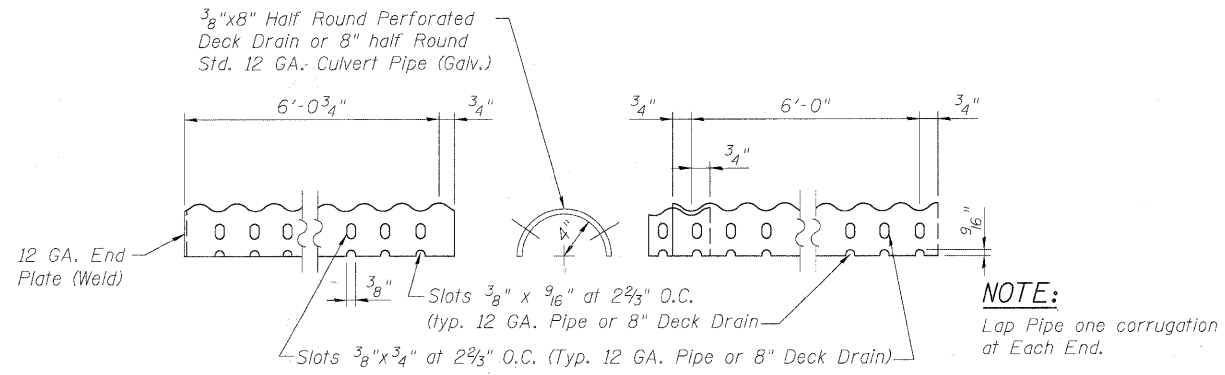 3/8"x8" Half Round Perforated
Deck Drain or 8" half Round
Std. 12 GA. Culvert Pipe (Galv.)
6'-0 3/4"
3/4"
3/4"
6'-0"
3/4"
3/4"
4"
9/16"
12 GA. End
Plate (Weld)
3/8"
Slots 3/8" x 9/16" at 2 2/3" O.C.
(typ. 12 GA. Pipe or 8" Deck Drain
Slots 3/8"x3/4" at 2 2/3" O.C. (Typ. 12 GA. Pipe or 8" Deck Drain)
NOTE:
Lap Pipe one corrugation
at Each End.